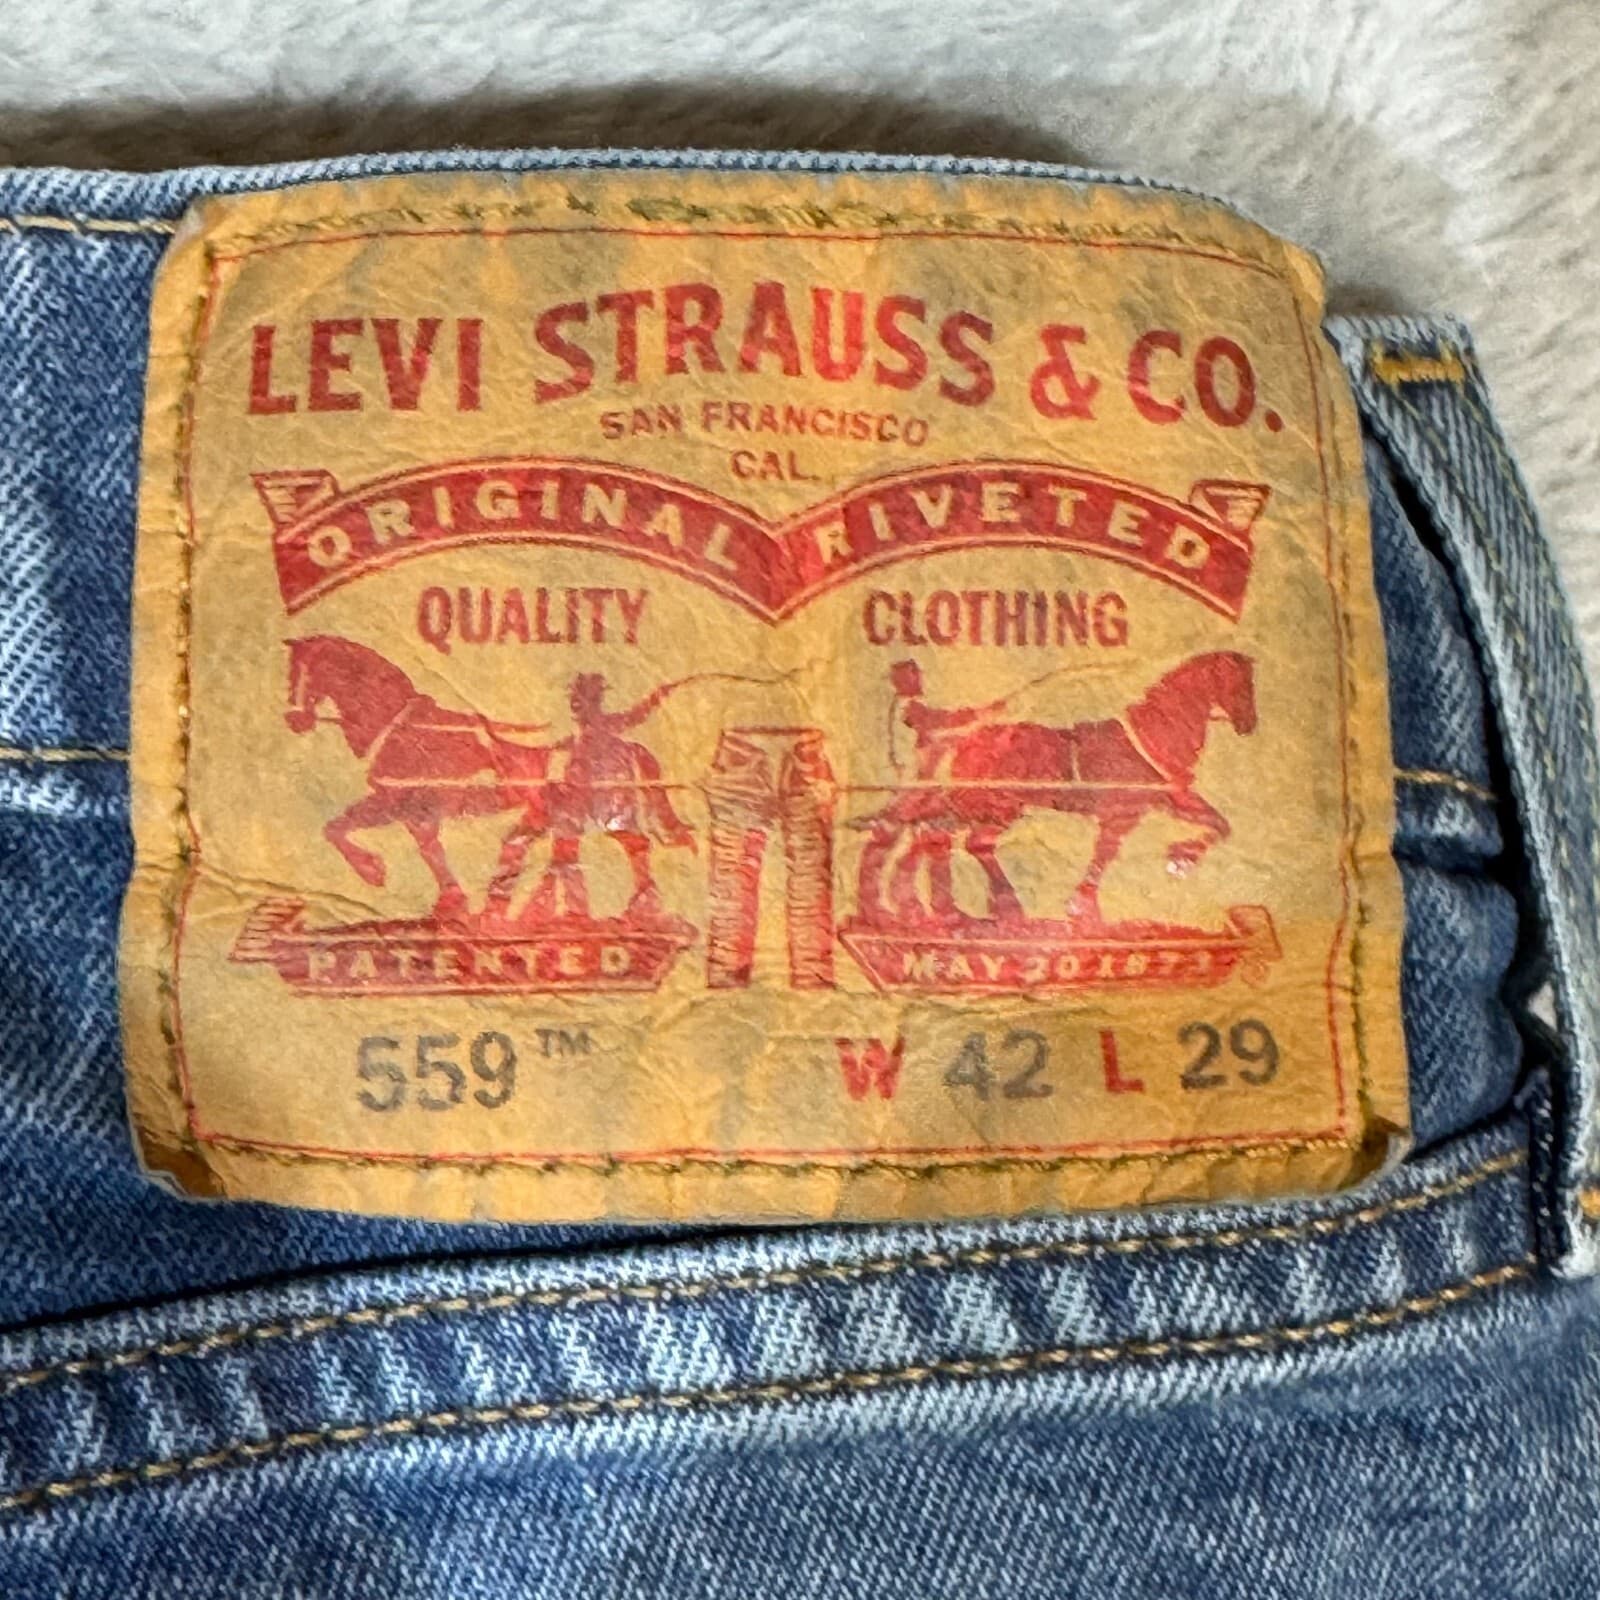 LEVI STRAUSS & CO.
SAN FRANCISCO
CAL.
ORIGINAL RIVETED
QUALITY CLOTHING
PATENTED MAY 20 1873
559™ W 42 L 29